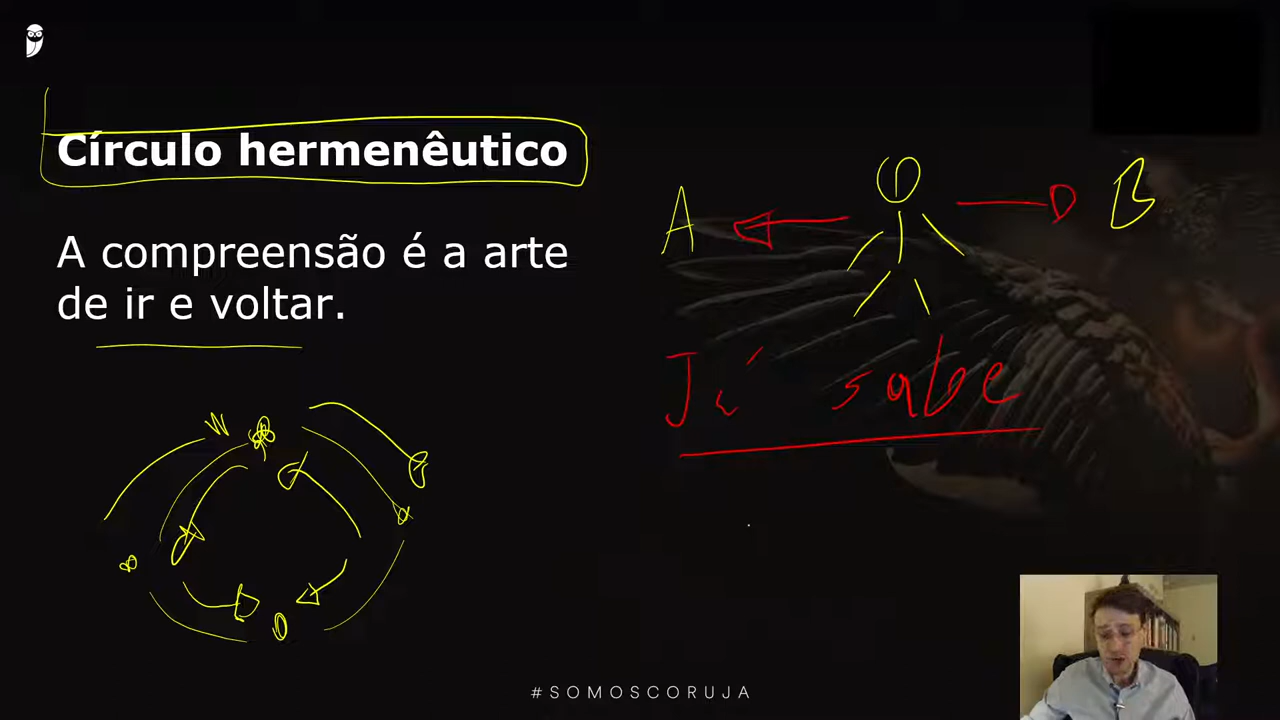 Círculo hermenêutico
A compreensão é a arte
de ir e voltar.
A
B
Já sabe
#SOMOSCORUJA